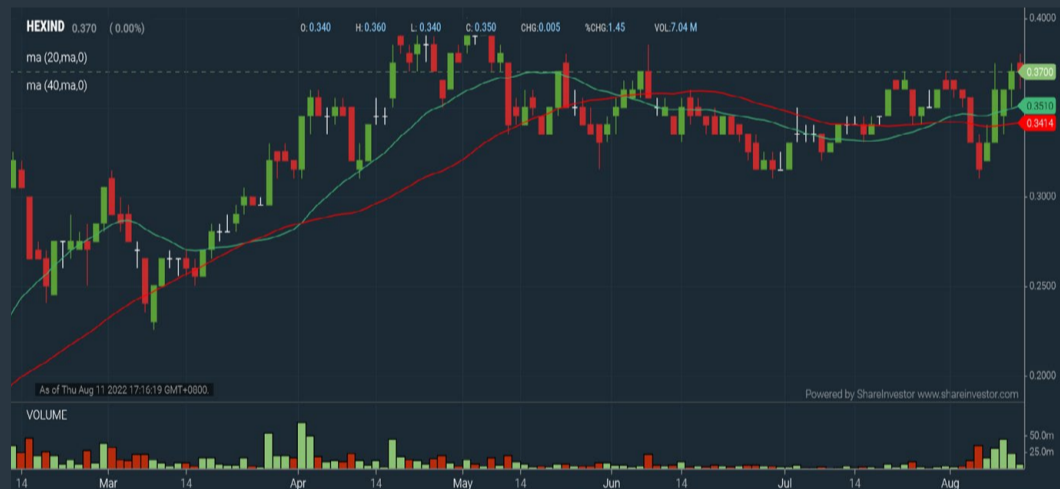 HEXIND 0.370 ( 0.00%) O: 0.340 H: 0.360 L: 0.340 C: 0.350 CHG:0.005 %CHG:1.45 VOL:7.04 M
ma (20,ma,0)
ma (40,ma,0)
0.4000
0.3700
0.3510
0.3414
0.3000
0.2500
0.2000
As of Thu Aug 11 2022 17:16:19 GMT+0800.
Powered by ShareInvestor www.shareinvestor.com
VOLUME
50.0m
25.0m
14 Mar 14 Apr 14 May 14 Jun 14 Jul 14 Aug